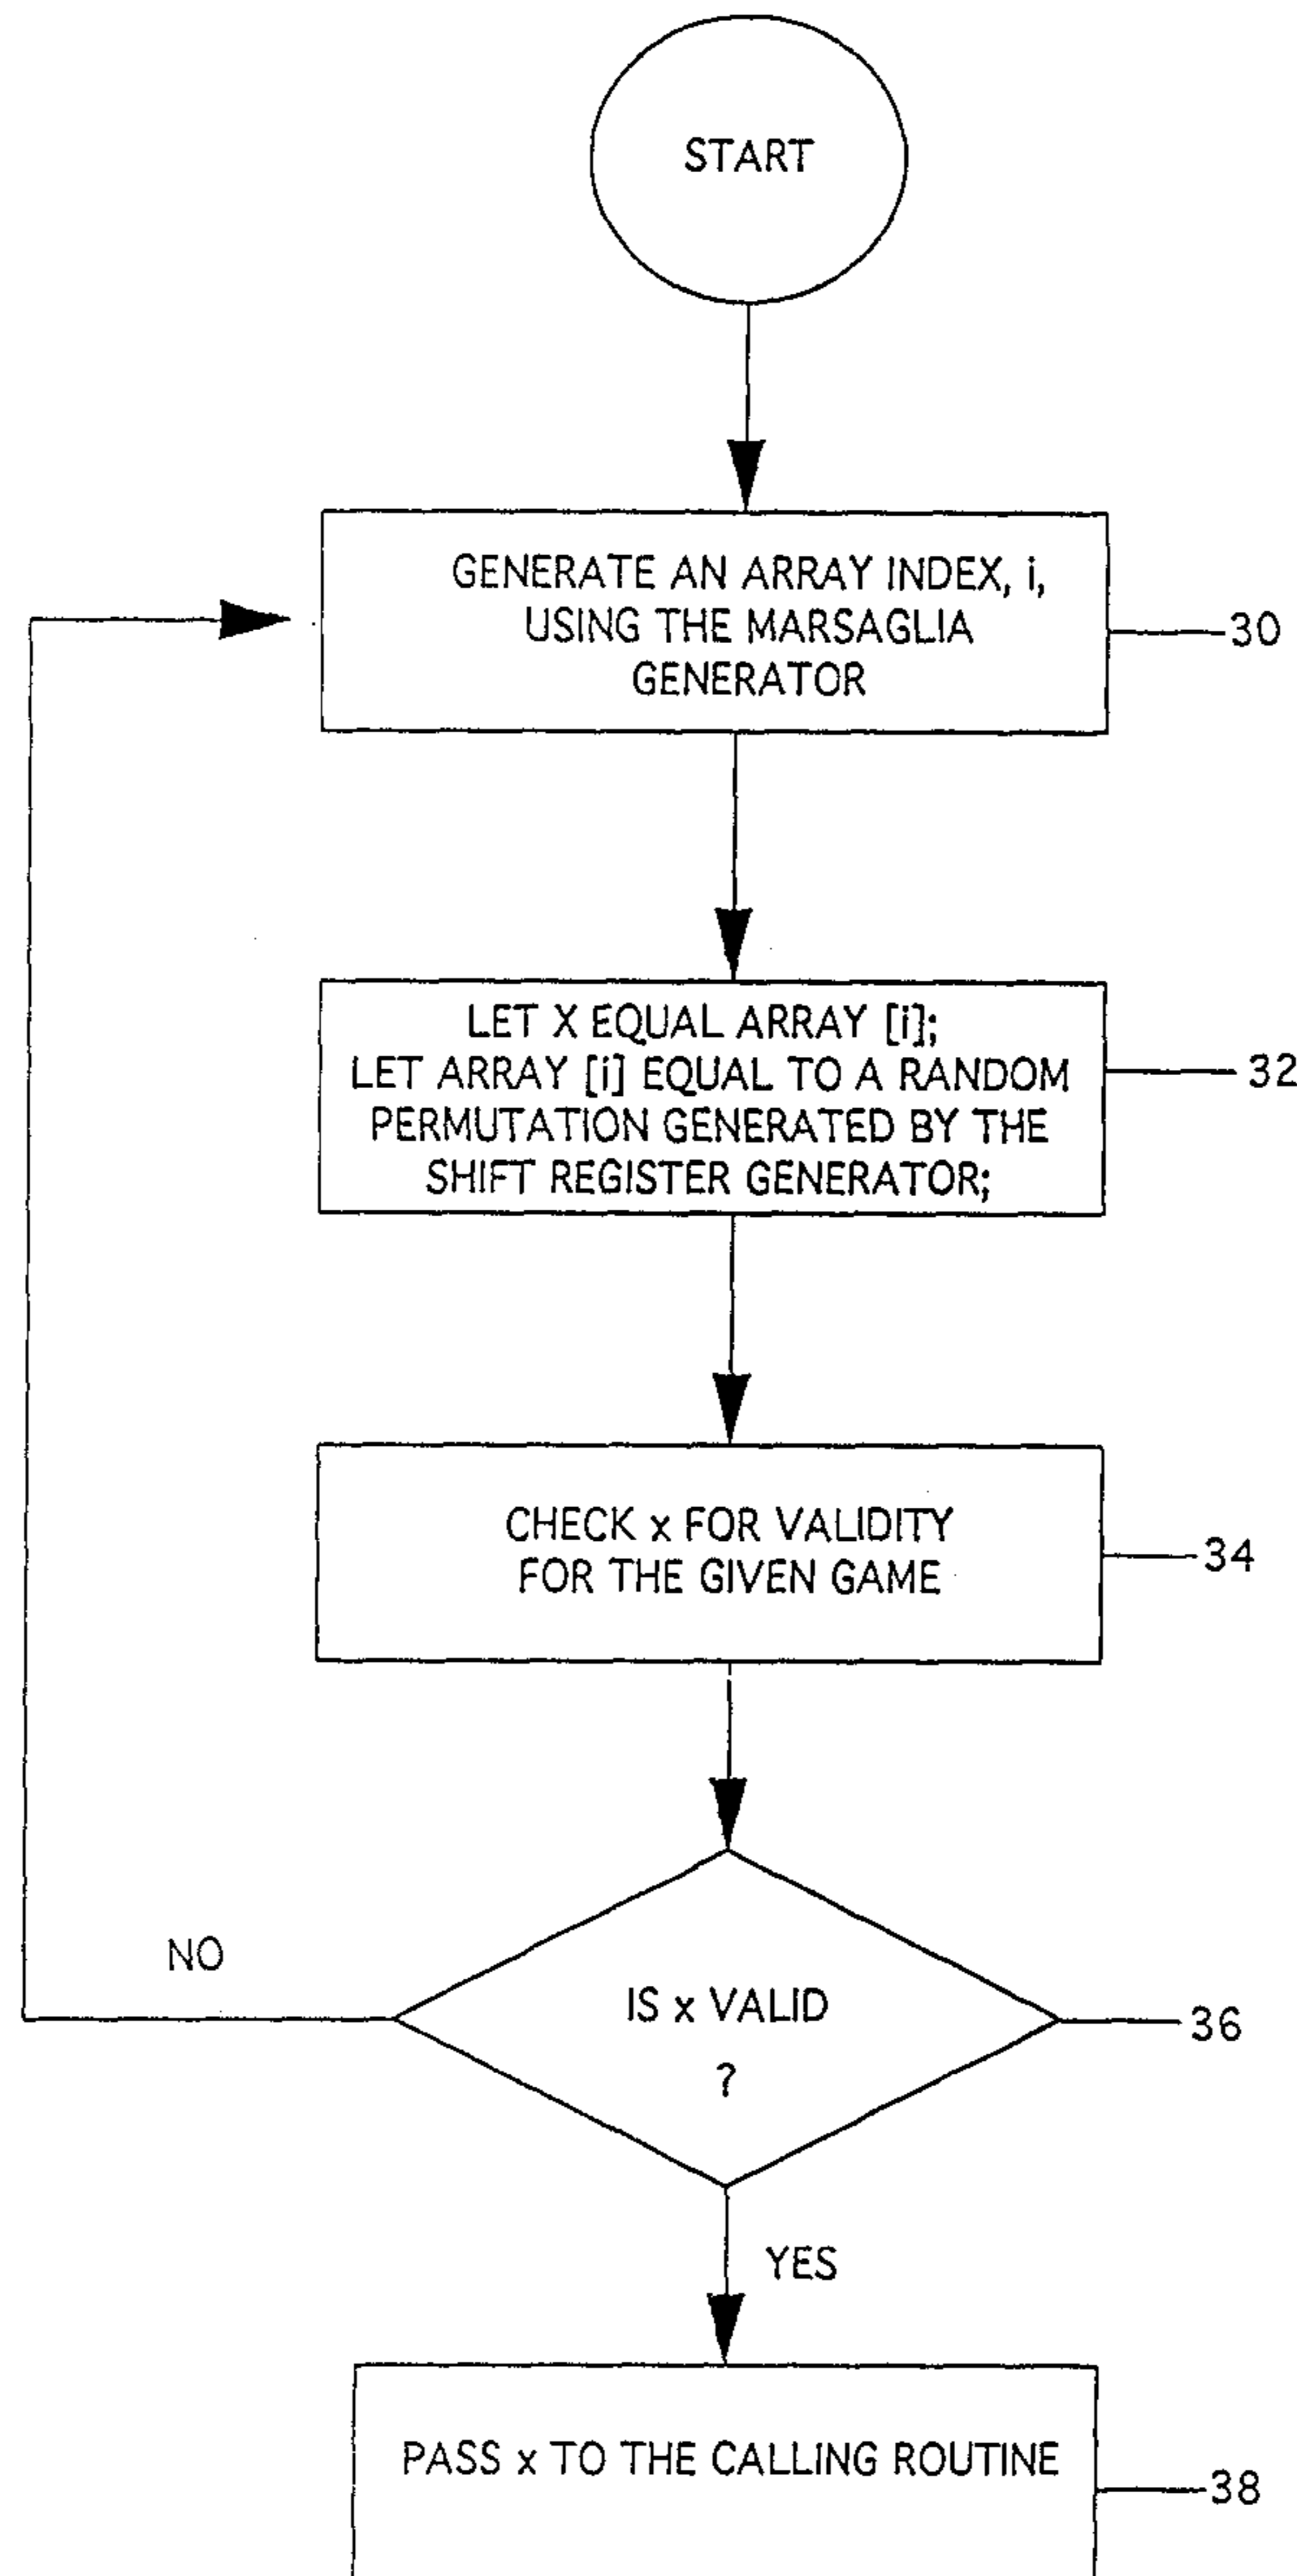 START
GENERATE AN ARRAY INDEX, i,
USING THE MARSAGLIA
GENERATOR
30
LET X EQUAL ARRAY [i];
LET ARRAY [i] EQUAL TO A RANDOM
PERMUTATION GENERATED BY THE
SHIFT REGISTER GENERATOR;
32
CHECK x FOR VALIDITY
FOR THE GIVEN GAME
34
NO
IS x VALID
?
36
YES
PASS x TO THE CALLING ROUTINE
38